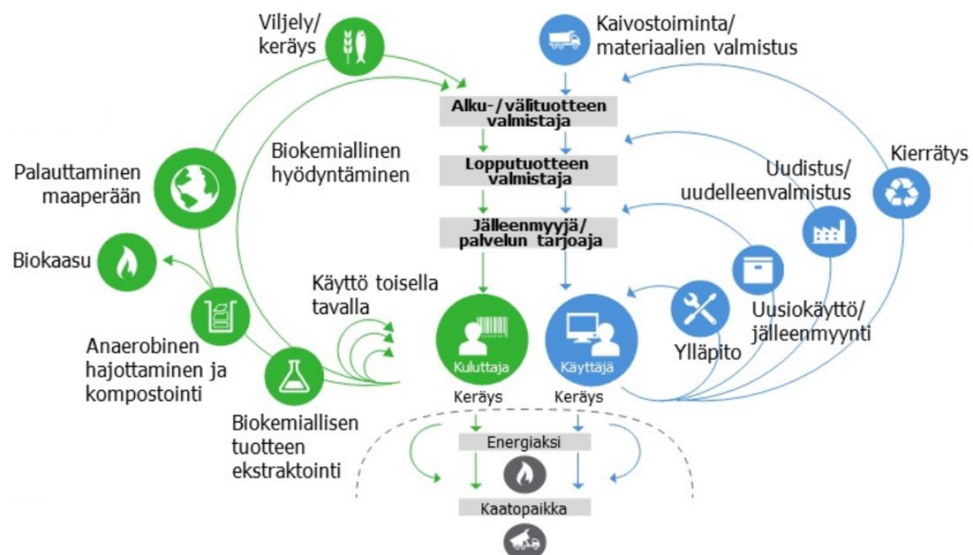 Viljely/
keräys
Kaivostoiminta/
materiaalien valmistus
Alku-/välituotteen
valmistaja
Biokemiallinen
hyödyntäminen
Lopputuotteen
valmistaja
Kierrätys
Palauttaminen
maaperään
Uudistus/
uudelleenvalmistus
Jälleenmyyjä/
palvelun tarjoaja
Biokaasu
Käyttö toisella
tavalla
Uusiokäyttö/
jälleenmyynti
Anaerobinen
hajottaminen ja
kompostointi
Ylläpito
Kuluttaja
Käyttäjä
Keräys
Keräys
Biokemiallisen
tuotteen
ekstraktointi
Energiaksi
Kaatopaikka